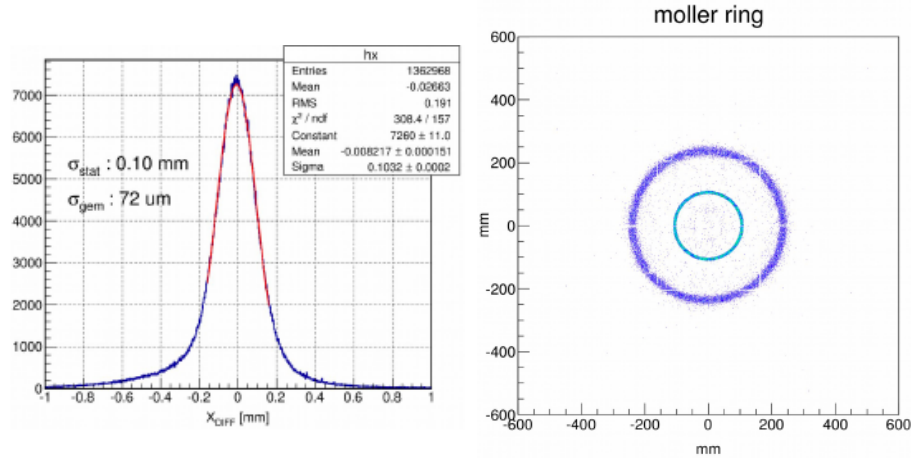 hx
Entries 1362968
Mean -0.02663
RMS 0.191
χ² / ndf 308.4 / 157
Constant 7260 ± 11.0
Mean -0.008217 ± 0.000151
Sigma 0.1032 ± 0.0002
σstat : 0.10 mm
σgem : 72 um
7000
6000
5000
4000
3000
2000
1000
0
-1 -0.8 -0.6 -0.4 -0.2 0 0.2 0.4 0.6 0.8 1
XDIFF [mm]
moller ring
600
400
200
0
-200
-400
-600
mm
-600 -400 -200 0 200 400 600
mm